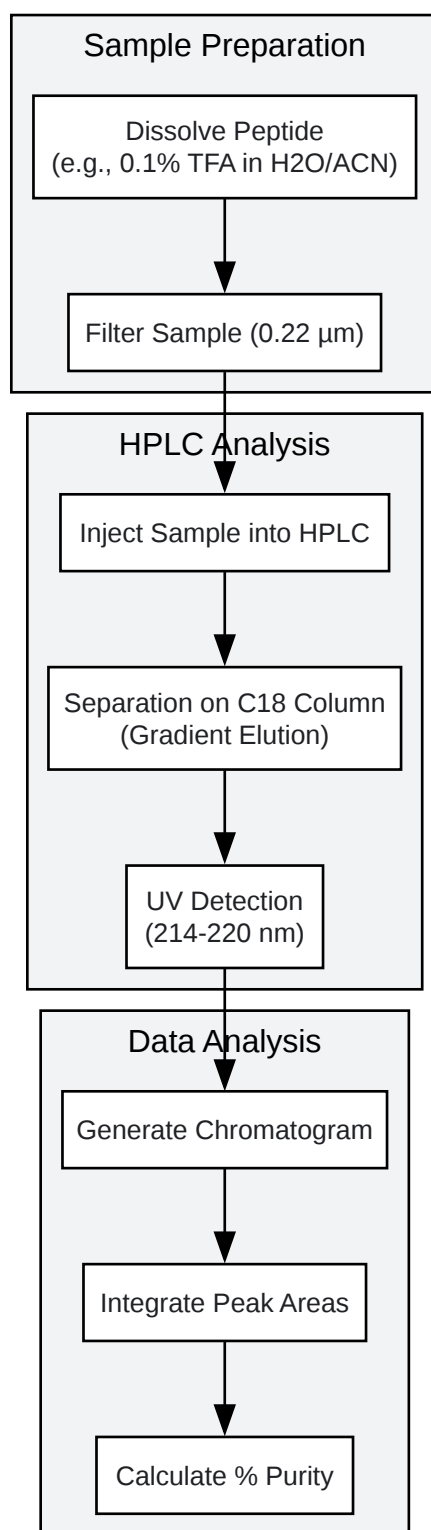 Sample Preparation
Dissolve Peptide
(e.g., 0.1% TFA in H2O/ACN)
Filter Sample (0.22 µm)
HPLC Analysis
Inject Sample into HPLC
Separation on C18 Column
(Gradient Elution)
UV Detection
(214-220 nm)
Data Analysis
Generate Chromatogram
Integrate Peak Areas
Calculate % Purity